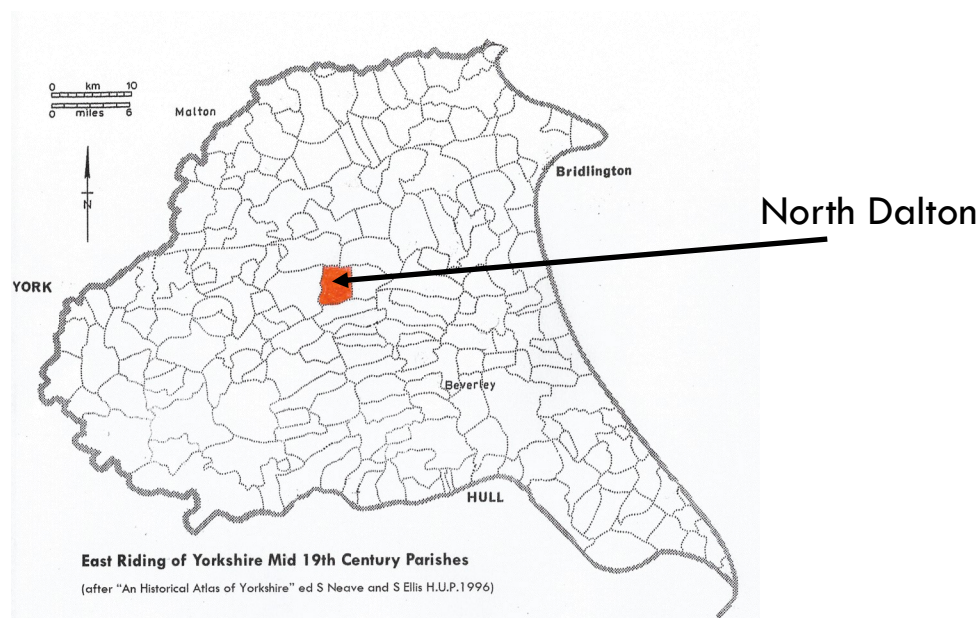 0 km 10
0 miles 6
Malton
N
Bridlington
North Dalton
YORK
Beverley
HULL
East Riding of Yorkshire Mid 19th Century Parishes
(after “An Historical Atlas of Yorkshire” ed S Neave and S Ellis H.U.P.1996)